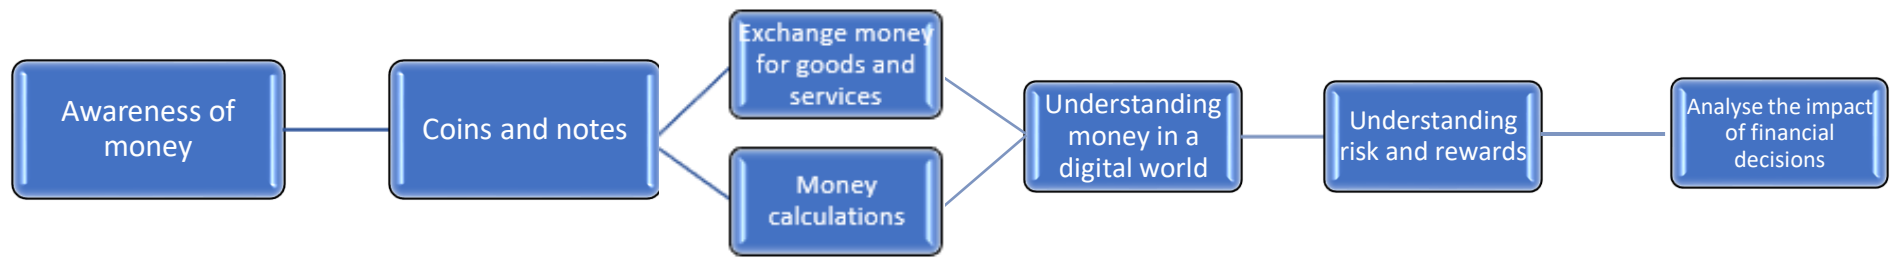 Awareness of
money
Coins and notes
Exchange money
for goods and
services
Money
calculations
Understanding
money in a
digital world
Understanding
risk and rewards
Analyse the impact
of financial
decisions